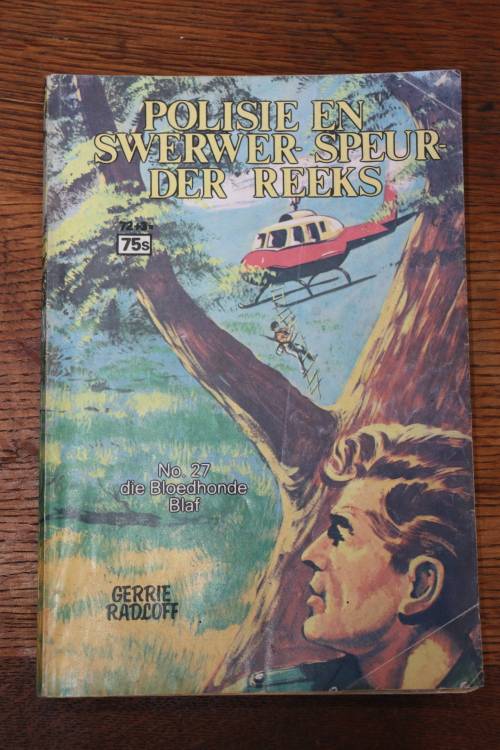 POLISIE EN
SWERWER- SPEUR-
DER REEKS
75s
No. 27
die Bloedhonde
Blaf
GERRIE
RADLOFF